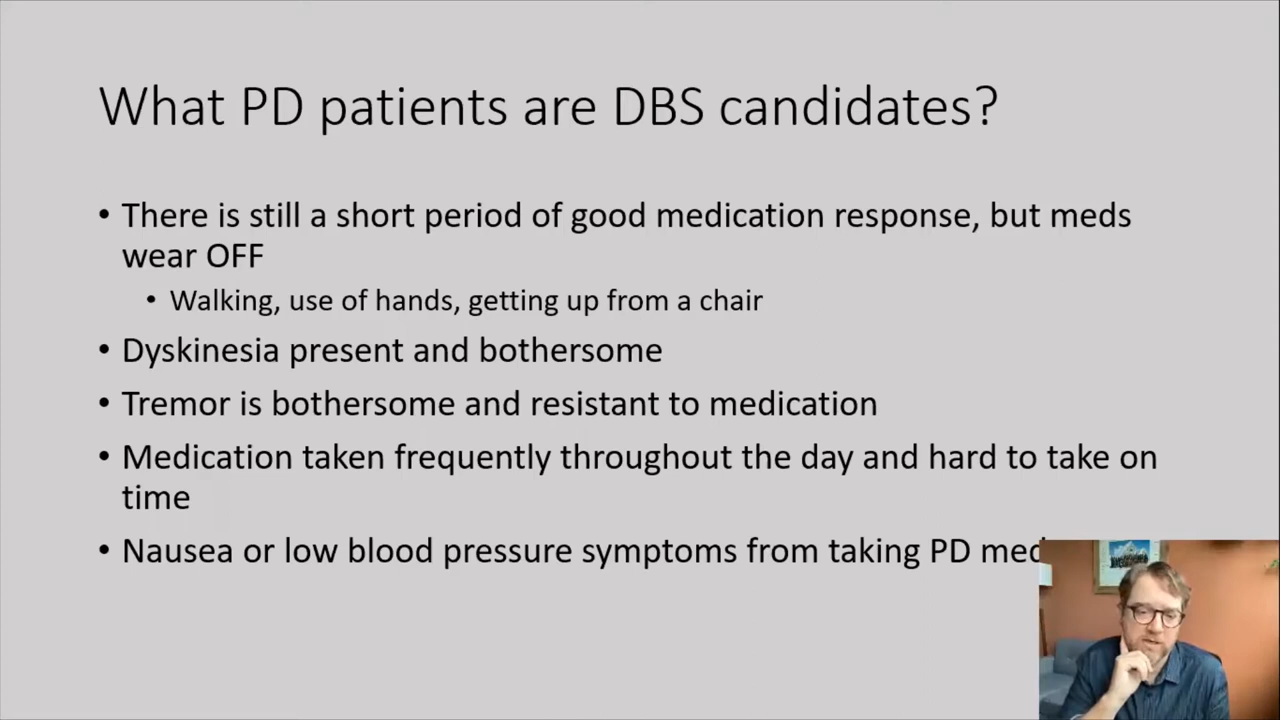 What PD patients are DBS candidates?
• There is still a short period of good medication response, but meds
wear OFF
• Walking, use of hands, getting up from a chair
• Dyskinesia present and bothersome
• Tremor is bothersome and resistant to medication
• Medication taken frequently throughout the day and hard to take on
time
• Nausea or low blood pressure symptoms from taking PD